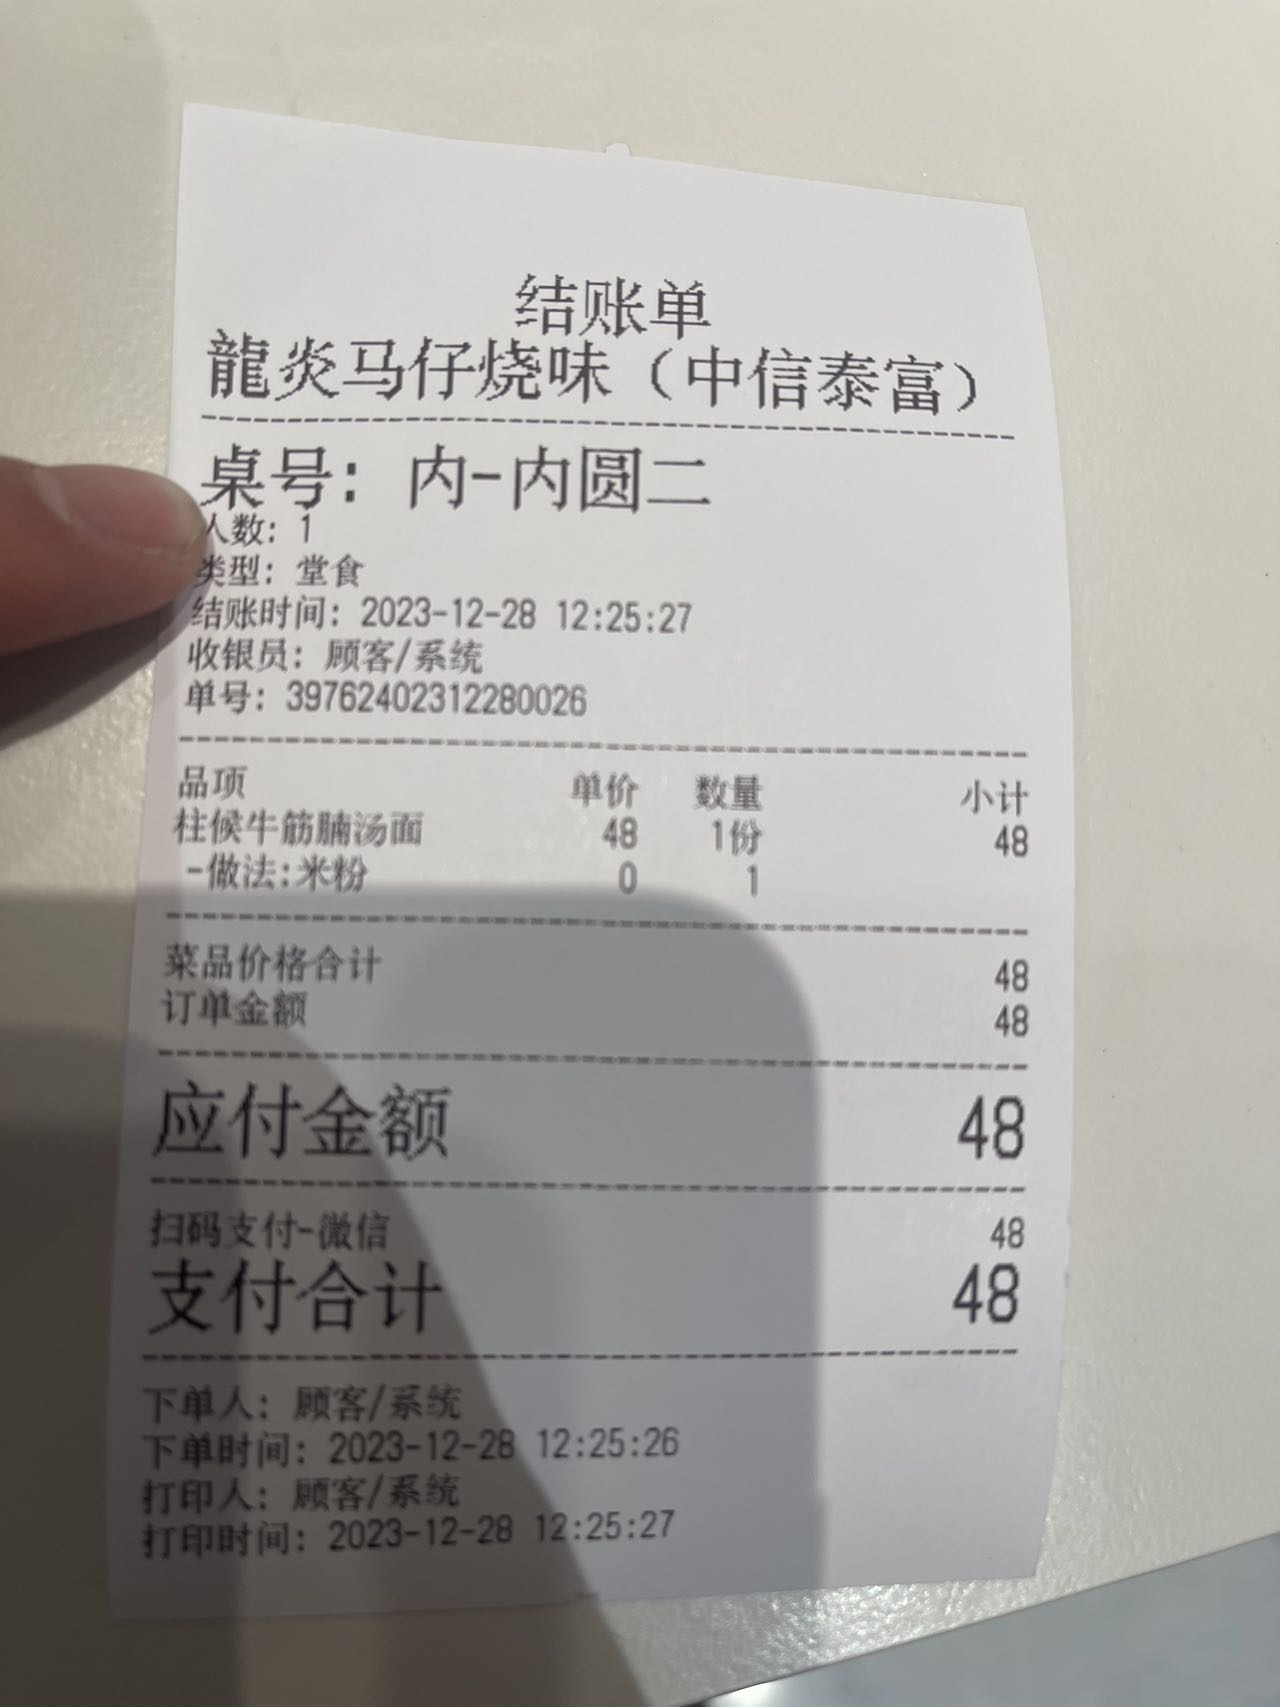 结账单
龍炎马仔烧味（中信泰富）
桌号：内-内圆二
人数：1
类型：堂食
结账时间：2023-12-28 12:25:27
收银员：顾客/系统
单号：39762402312280026
品项 单价 数量 小计
柱候牛筋腩汤面 48 1份 48
-做法:米粉 0 1
菜品价格合计 48
订单金额 48
应付金额 48
扫码支付-微信 48
支付合计 48
下单人：顾客/系统
下单时间：2023-12-28 12:25:26
打印人：顾客/系统
打印时间：2023-12-28 12:25:27